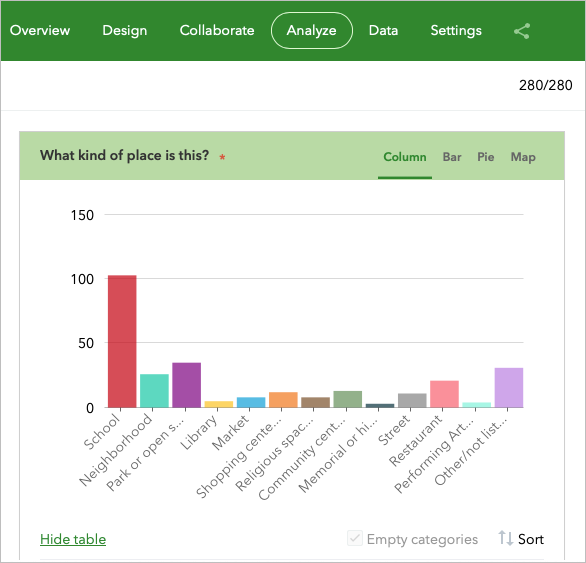 Overview Design Collaborate Analyze Data Settings
280/280
What kind of place is this? * Column Bar Pie Map
150
100
50
0
School
Neighborhood
Park or open s...
Library
Market
Shopping cente...
Religious spac...
Community cent...
Memorial or hi...
Street
Restaurant
Performing Art...
Other/not list...
Hide table Empty categories Sort